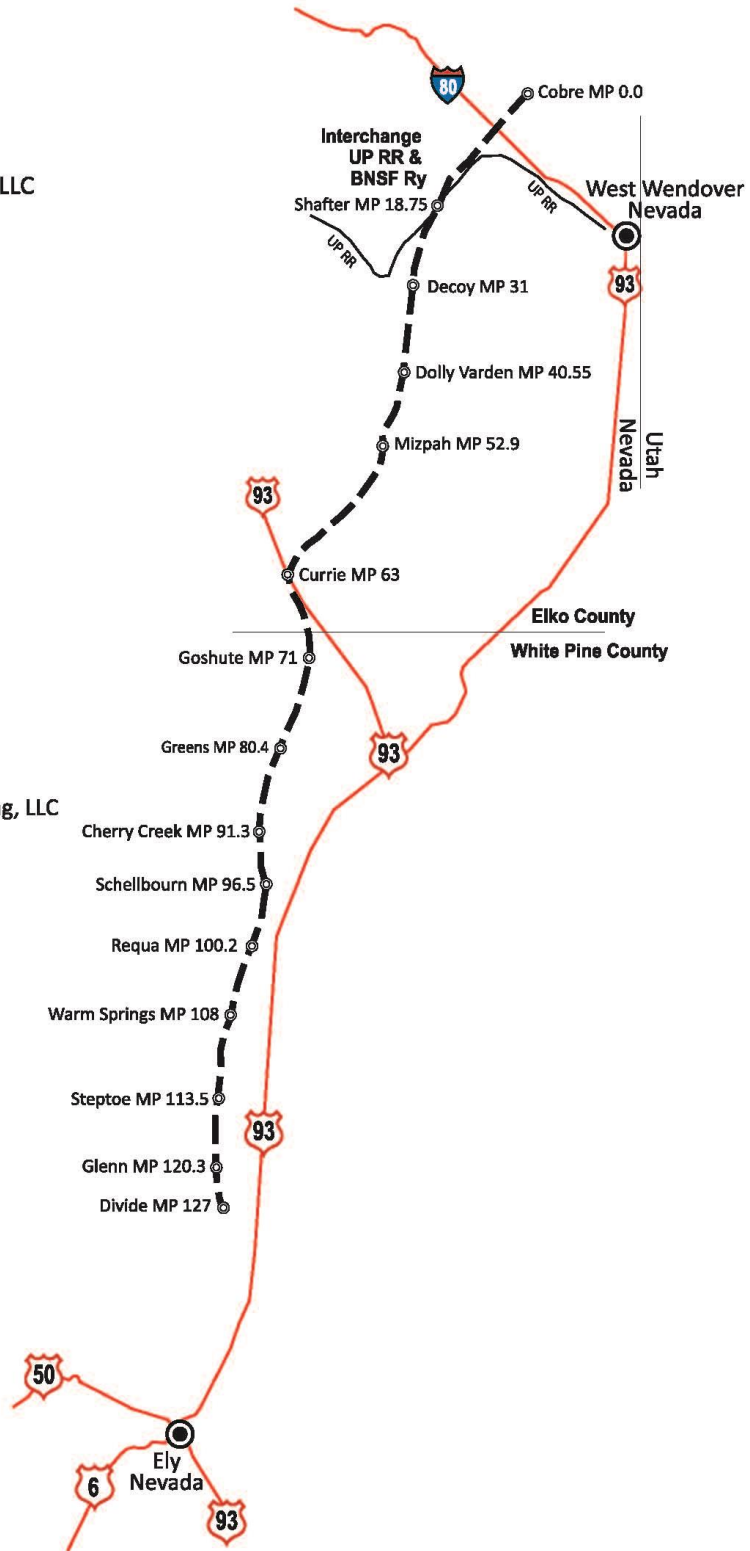 80
Cobre MP 0.0
Interchange
UP RR &
BNSF Ry
LLC
West Wendover
Nevada
UP RR
Shafter MP 18.75
UP RR
93
Decoy MP 31
Dolly Varden MP 40.55
Utah
Nevada
Mizpah MP 52.9
93
Currie MP 63
Elko County
White Pine County
Goshute MP 71
Greens MP 80.4
93
g, LLC
Cherry Creek MP 91.3
Schellbourn MP 96.5
Requa MP 100.2
Warm Springs MP 108
Steptoe MP 113.5
93
Glenn MP 120.3
Divide MP 127
50
Ely
Nevada
6
93